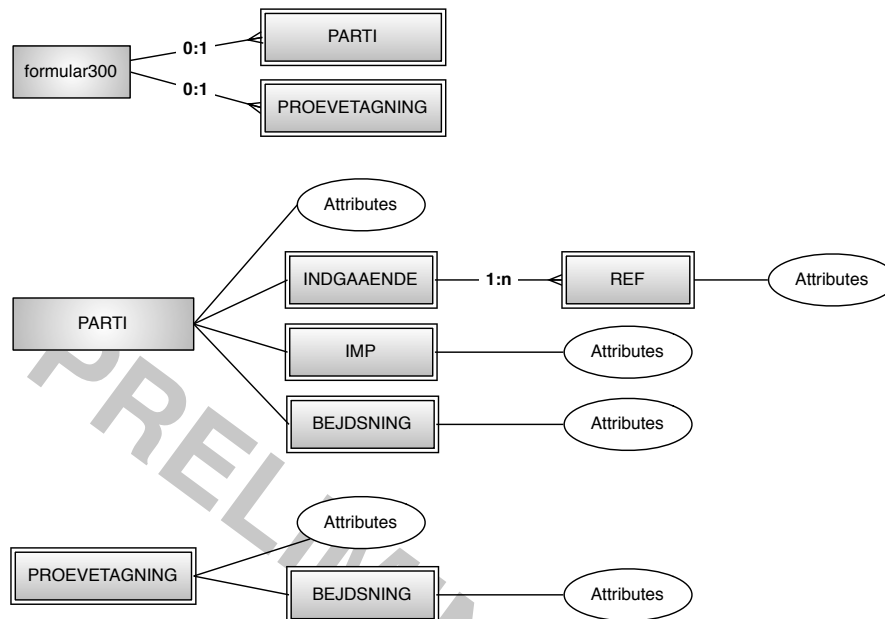 PARTI
0:1
formular300
0:1
PROEVETAGNING
Attributes
INDGAAENDE 1:n REF Attributes
PARTI
IMP Attributes
BEJDSNING Attributes
Attributes
PROEVETAGNING
BEJDSNING Attributes